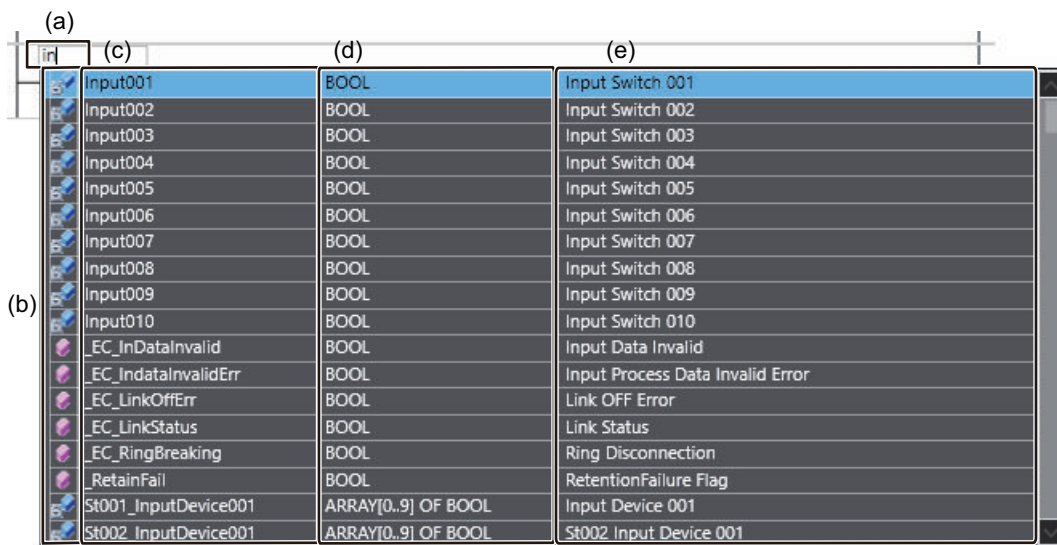 (a)
in (c) (d) (e)
Input001 BOOL Input Switch 001
Input002 BOOL Input Switch 002
Input003 BOOL Input Switch 003
Input004 BOOL Input Switch 004
Input005 BOOL Input Switch 005
Input006 BOOL Input Switch 006
Input007 BOOL Input Switch 007
Input008 BOOL Input Switch 008
Input009 BOOL Input Switch 009
(b)
Input010 BOOL Input Switch 010
_EC_InDataInvalid BOOL Input Data Invalid
_EC_IndataInvalidErr BOOL Input Process Data Invalid Error
_EC_LinkOffErr BOOL Link OFF Error
_EC_LinkStatus BOOL Link Status
_EC_RingBreaking BOOL Ring Disconnection
_RetainFail BOOL RetentionFailure Flag
St001_InputDevice001 ARRAY[0..9] OF BOOL Input Device 001
St002_InputDevice001 ARRAY[0..9] OF BOOL St002 Input Device 001